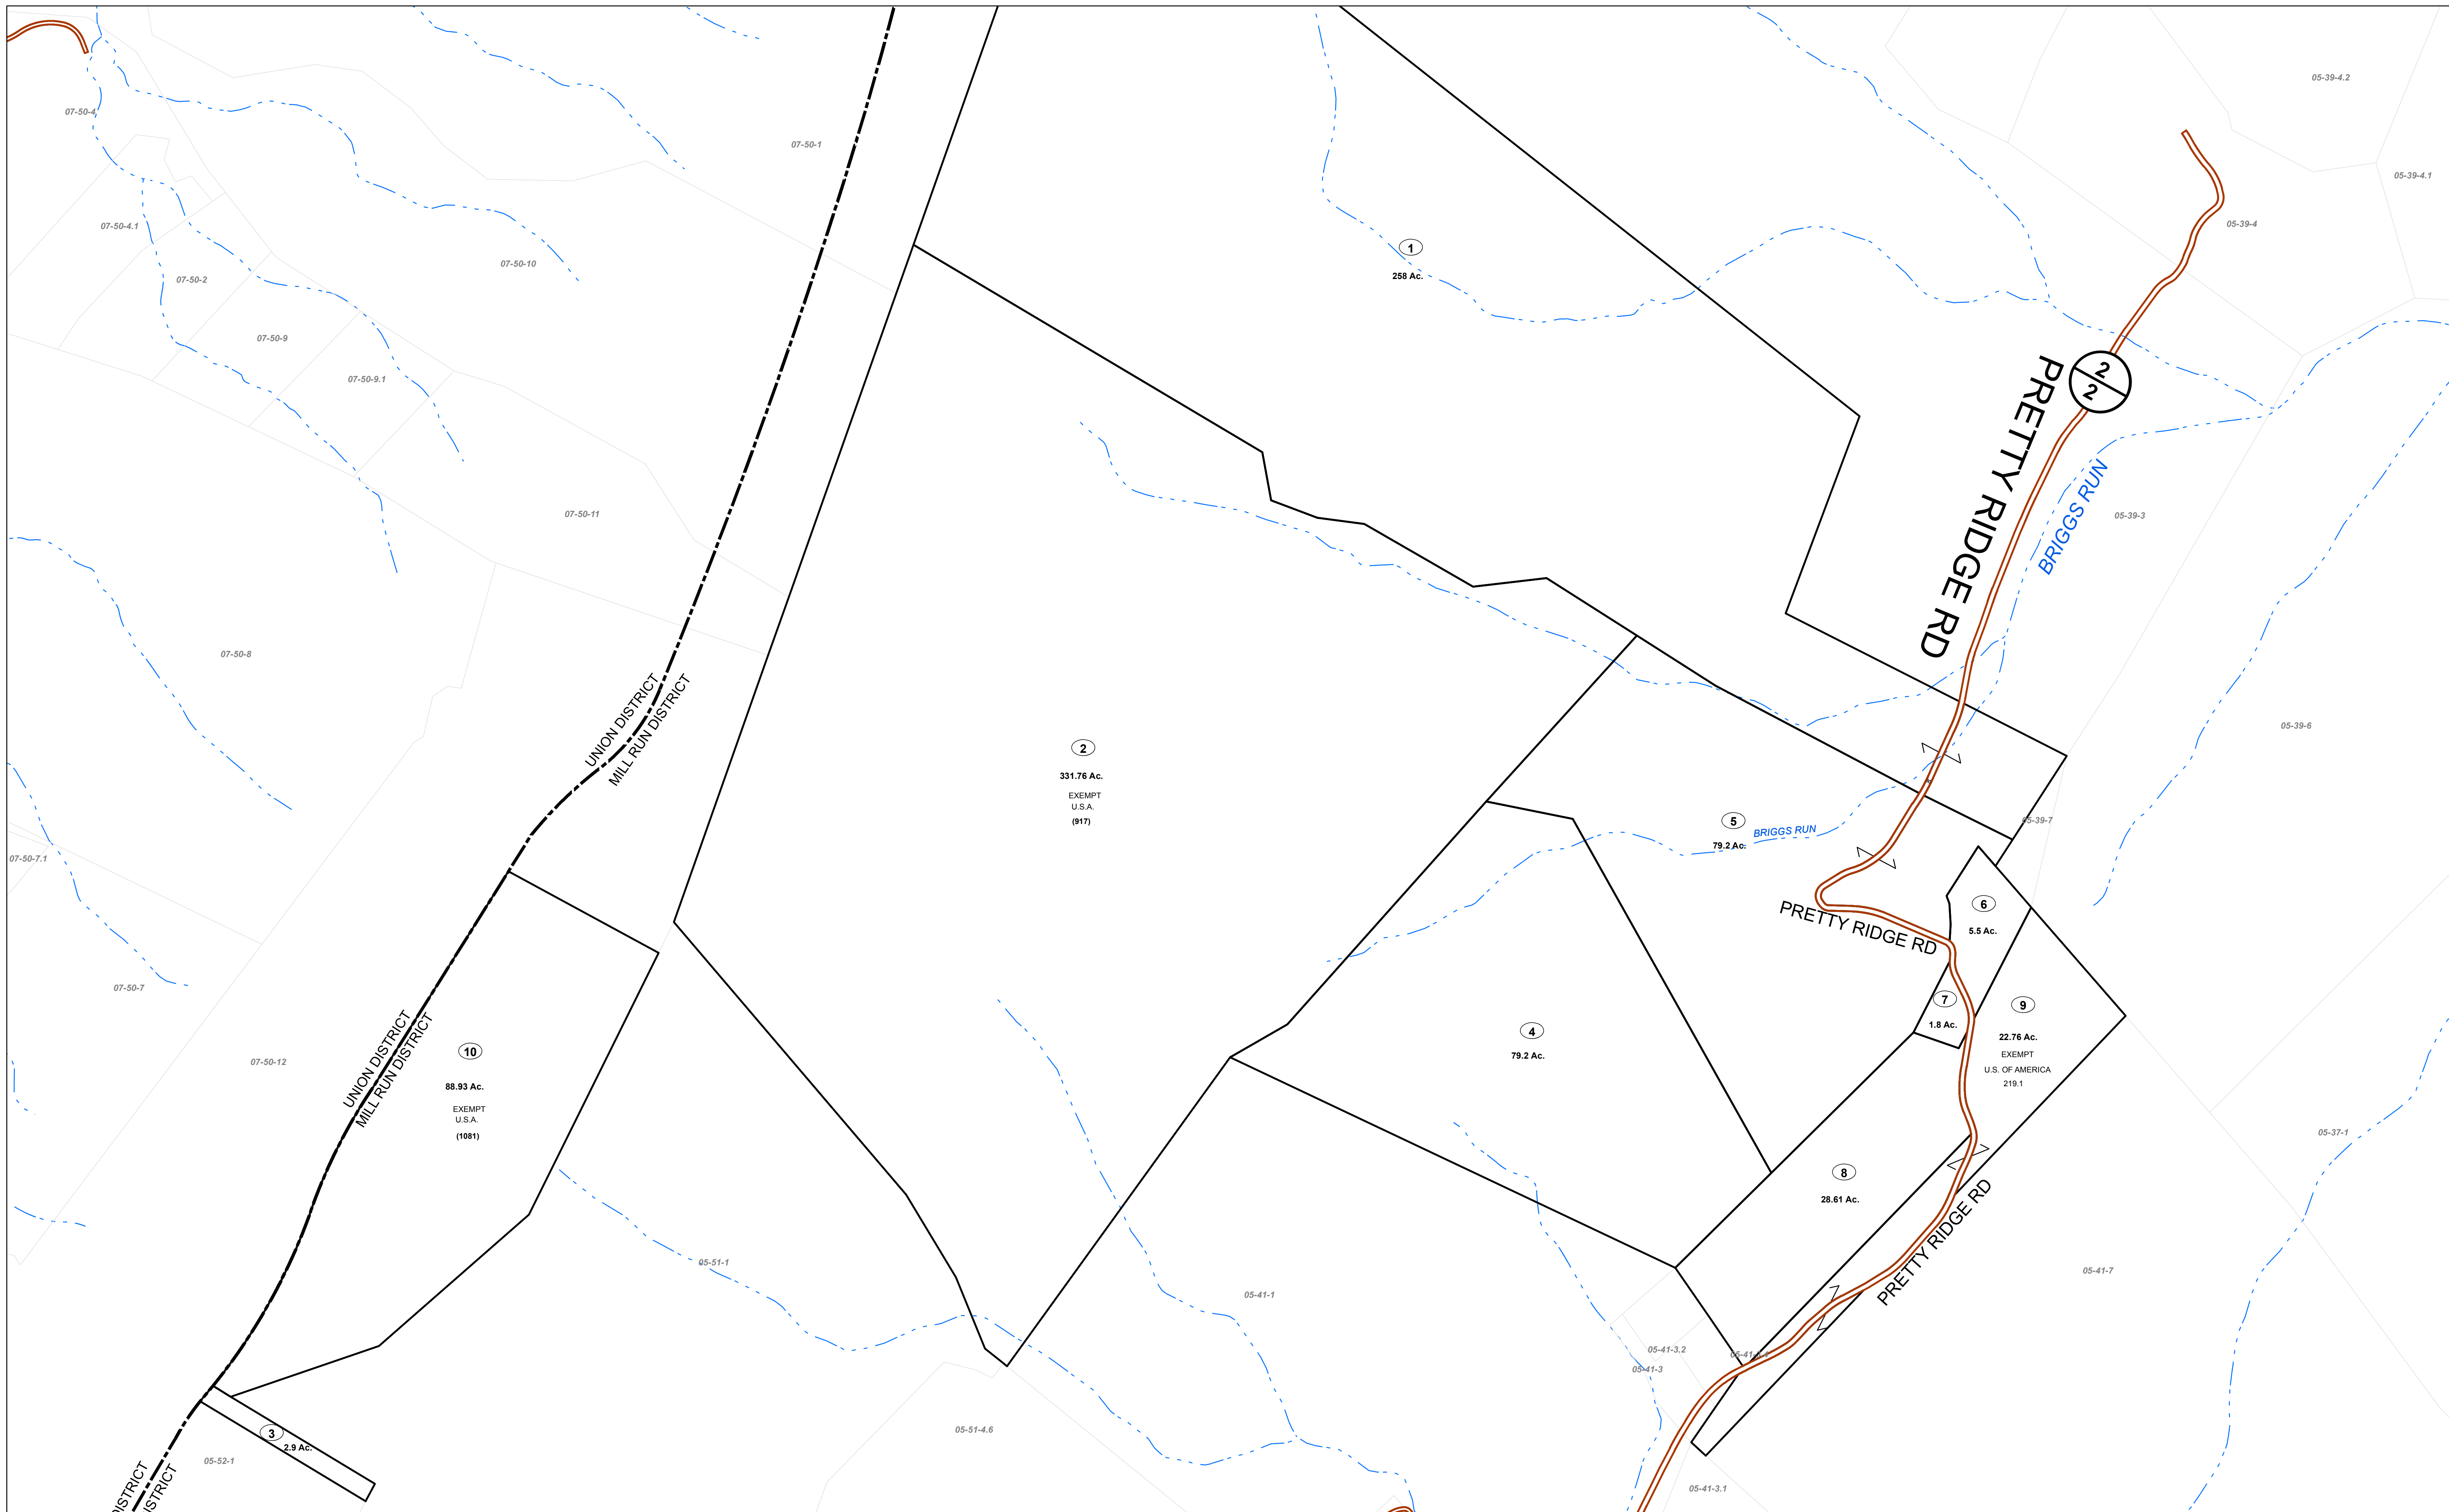 05-39-4.2
07-50-4
07-50-1
05-39-4.1
07-50-4.1
05-39-4
1
258 Ac.
07-50-10
07-50-2
07-50-9
2
2
07-50-9.1
PRETTY RIDGE RD
BRIGGS RUN
07-50-11
05-39-3
07-50-8
UNION DISTRICT
MILL RUN DISTRICT
05-39-6
2
331.76 Ac.
EXEMPT
U.S.A.
(917)
5
79.2 Ac.
BRIGGS RUN
05-39-7
07-50-7.1
6
5.5 Ac.
PRETTY RIDGE RD
07-50-7
7
1.8 Ac.
9
22.76 Ac.
EXEMPT
U.S. OF AMERICA
219.1
4
79.2 Ac.
UNION DISTRICT
MILL RUN DISTRICT
07-50-12
10
88.93 Ac.
EXEMPT
U.S.A.
(1081)
05-37-1
8
28.61 Ac.
PRETTY RIDGE RD
05-51-1
05-41-7
05-41-1
05-41-3.2
05-41-3
05-51-4.6
3
2.9 Ac.
05-52-1
DISTRICT
DISTRICT
05-41-3.1